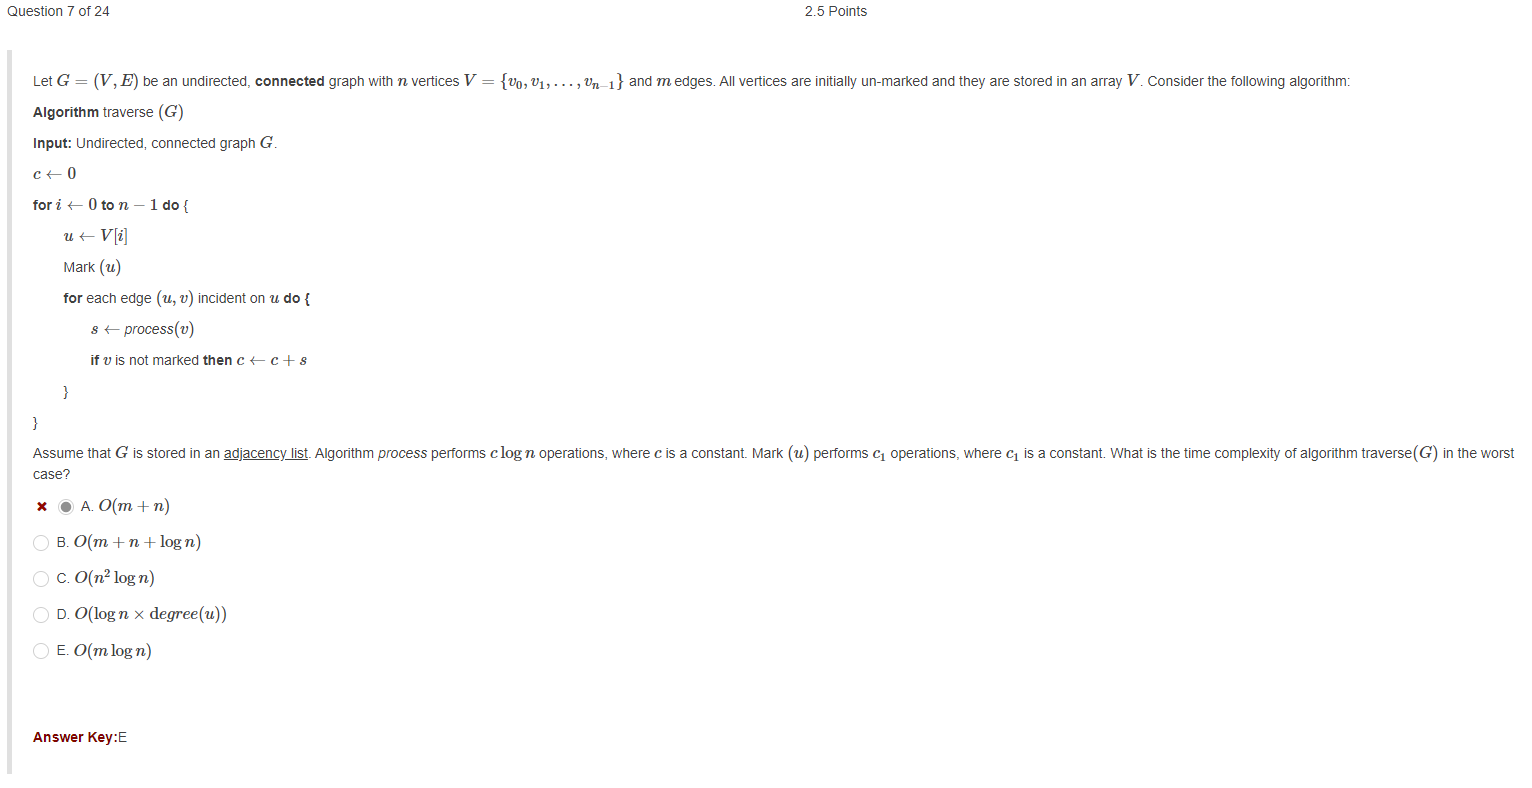 Question 7 of 24
2.5 Points
Let G = (V, E) be an undirected, connected graph with n vertices V = {v₀, v₁, . . . , vₙ₋₁} and m edges. All vertices are initially un-marked and they are stored in an array V. Consider the following algorithm:
Algorithm traverse (G)
Input: Undirected, connected graph G.
c ← 0
for i ← 0 to n − 1 do {
u ← V[i]
Mark (u)
for each edge (u, v) incident on u do {
s ← process(v)
if v is not marked then c ← c + s
}
}
Assume that G is stored in an adjacency list. Algorithm process performs c log n operations, where c is a constant. Mark (u) performs c₁ operations, where c₁ is a constant. What is the time complexity of algorithm traverse(G) in the worst
case?
A. O(m + n)
B. O(m + n + log n)
C. O(n² log n)
D. O(log n × degree(u))
E. O(m log n)
Answer Key:E